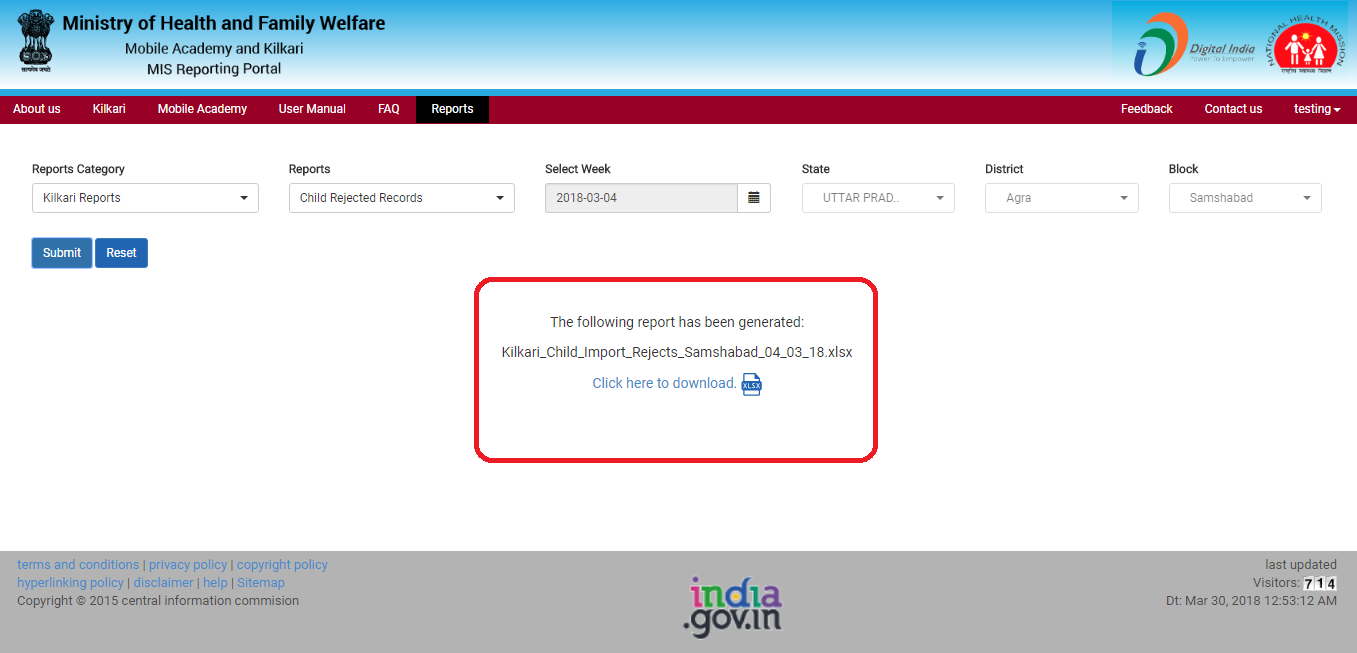 Ministry of Health and Family Welfare
Mobile Academy and Kilkari
MIS Reporting Portal
सत्यमेव जयते
Digital India
Power To Empower
NATIONAL HEALTH MISSION
राष्ट्रीय स्वास्थ्य मिशन
About us Kilkari Mobile Academy User Manual FAQ Reports Feedback Contact us testing
Reports Category Reports Select Week State District Block
Kilkari Reports Child Rejected Records 2018-03-04 UTTAR PRAD.. Agra Samshabad
Submit Reset
The following report has been generated:
Kilkari_Child_Import_Rejects_Samshabad_04_03_18.xlsx
Click here to download. XLSX
terms and conditions | privacy policy | copyright policy
hyperlinking policy | disclaimer | help | Sitemap
Copyright © 2015 central information commision
india
.gov.in
last updated
Visitors: 714
Dt: Mar 30, 2018 12:53:12 AM